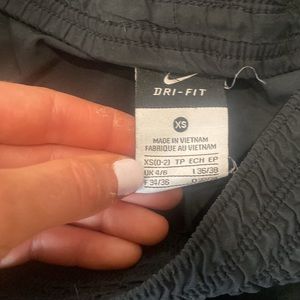 DRI-FIT
XS
MADE IN VIETNAM
FABRIQUE AU VIETNAM
XS(0-2) TP ECH EP
UK 4/6 I 36/38
F 34/36